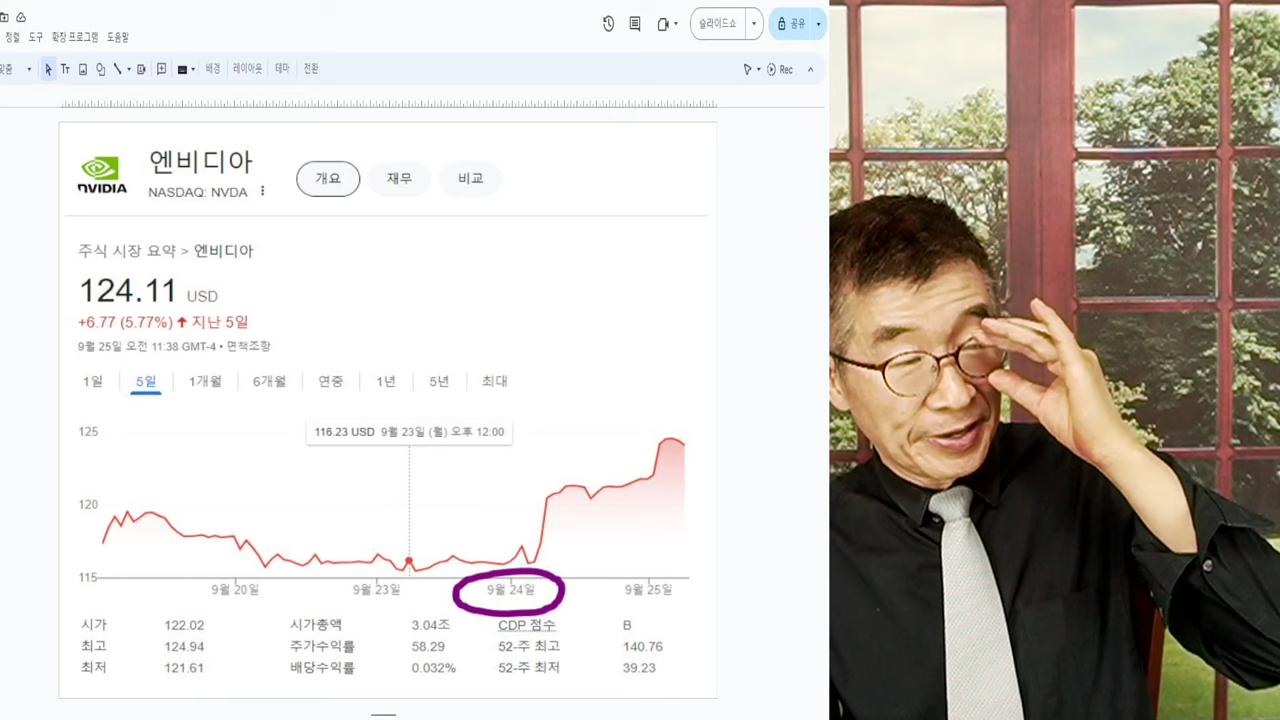 슬라이드쇼
공유
정렬 도구 확장 프로그램 도움말
맞춤 Tr 배경 레이아웃 테마 전환 Rec
NVIDIA
엔비디아
NASDAQ: NVDA
개요 재무 비교
주식 시장 요약 > 엔비디아
124.11 USD
+6.77 (5.77%) ↑ 지난 5일
9월 25일 오전 11:38 GMT-4 • 면책조항
1일 5일 1개월 6개월 연중 1년 5년 최대
116.23 USD 9월 23일 (월) 오후 12:00
125
120
115
9월 20일 9월 23일 9월 24일 9월 25일
시가 122.02 시가총액 3.04조 CDP 점수 B
최고 124.94 주가수익률 58.29 52-주 최고 140.76
최저 121.61 배당수익률 0.032% 52-주 최저 39.23